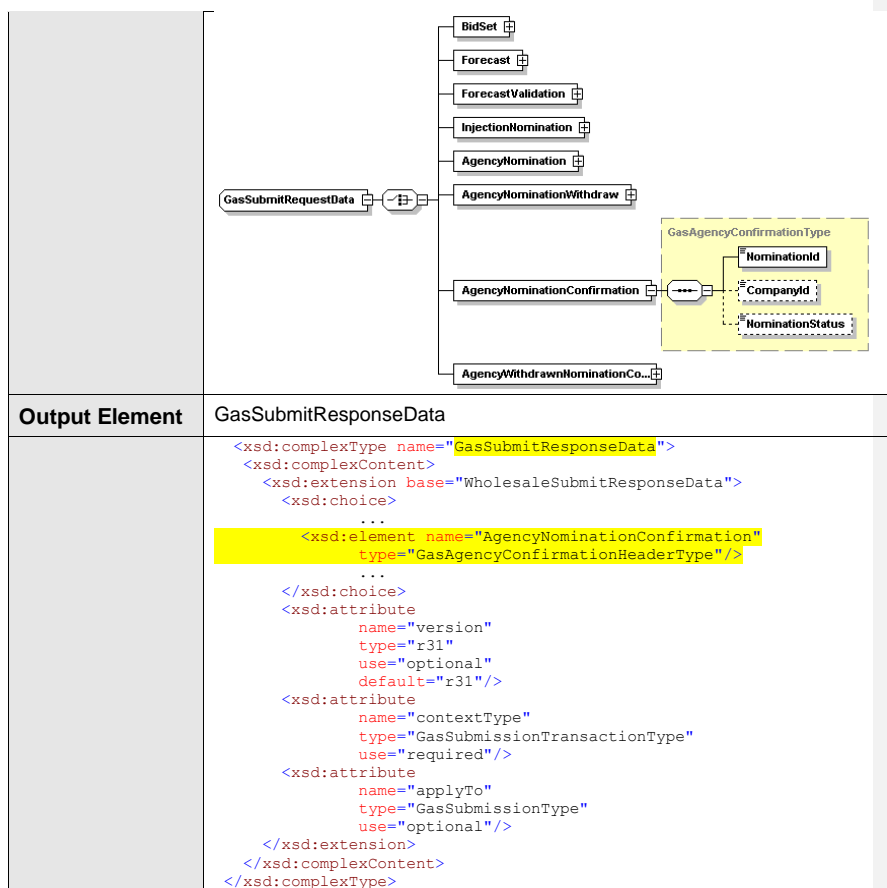 BidSet
Forecast
ForecastValidation
InjectionNomination
AgencyNomination
GasSubmitRequestData
AgencyNominationWithdraw
GasAgencyConfirmationType
NominationId
AgencyNominationConfirmation
CompanyId
NominationStatus
AgencyWithdrawnNominationCo...
Output Element
GasSubmitResponseData
<xsd:complexType name="GasSubmitResponseData">
<xsd:complexContent>
<xsd:extension base="WholesaleSubmitResponseData">
<xsd:choice>
...
<xsd:element name="AgencyNominationConfirmation"
type="GasAgencyConfirmationHeaderType"/>
...
</xsd:choice>
<xsd:attribute
name="version"
type="r31"
use="optional"
default="r31"/>
<xsd:attribute
name="contextType"
type="GasSubmissionTransactionType"
use="required"/>
<xsd:attribute
name="applyTo"
type="GasSubmissionType"
use="optional"/>
</xsd:extension>
</xsd:complexContent>
</xsd:complexType>